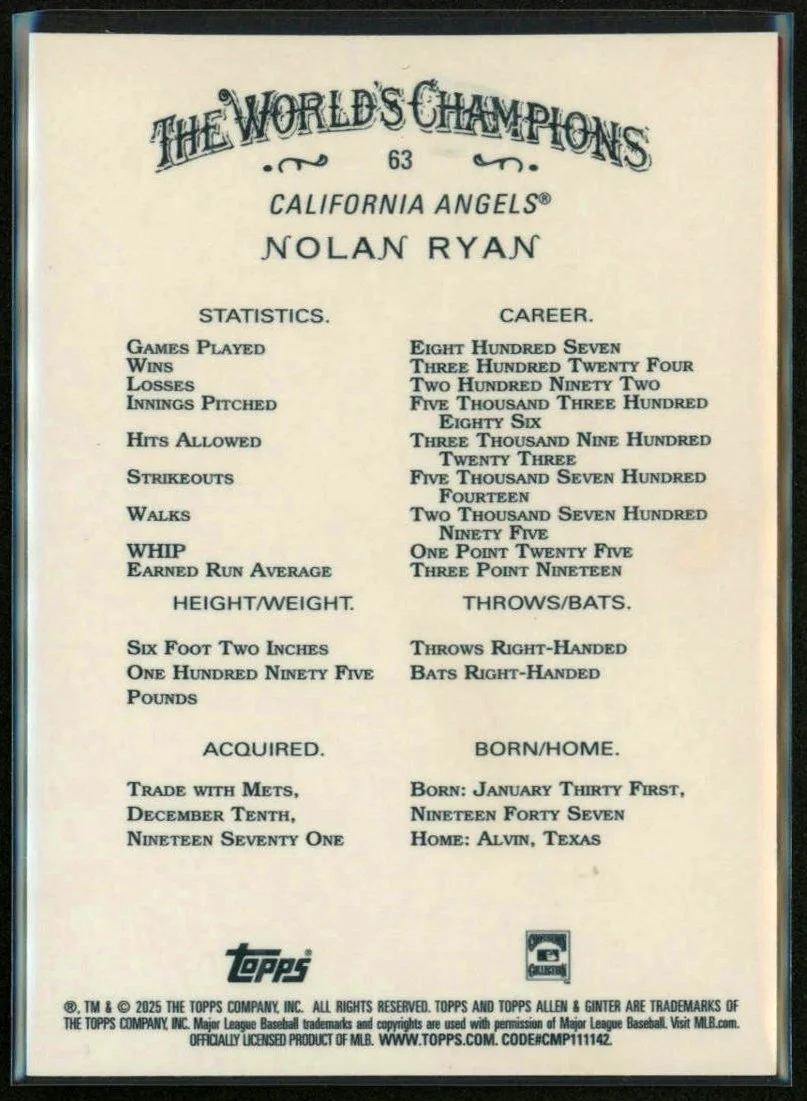 THE WORLD'S CHAMPIONS
63
CALIFORNIA ANGELS®
NOLAN RYAN
STATISTICS. CAREER.
GAMES PLAYED EIGHT HUNDRED SEVEN
WINS THREE HUNDRED TWENTY FOUR
LOSSES TWO HUNDRED NINETY TWO
INNINGS PITCHED FIVE THOUSAND THREE HUNDRED
EIGHTY SIX
HITS ALLOWED THREE THOUSAND NINE HUNDRED
TWENTY THREE
STRIKEOUTS FIVE THOUSAND SEVEN HUNDRED
FOURTEEN
WALKS TWO THOUSAND SEVEN HUNDRED
NINETY FIVE
WHIP ONE POINT TWENTY FIVE
EARNED RUN AVERAGE THREE POINT NINETEEN
HEIGHT/WEIGHT. THROWS/BATS.
SIX FOOT TWO INCHES THROWS RIGHT-HANDED
ONE HUNDRED NINETY FIVE BATS RIGHT-HANDED
POUNDS
ACQUIRED. BORN/HOME.
TRADE WITH METS, BORN: JANUARY THIRTY FIRST,
DECEMBER TENTH, NINETEEN FORTY SEVEN
NINETEEN SEVENTY ONE HOME: ALVIN, TEXAS
topps®
COOPERSTOWN
COLLECTION
®, TM & © 2025 THE TOPPS COMPANY, INC. ALL RIGHTS RESERVED. TOPPS AND TOPPS ALLEN & GINTER ARE TRADEMARKS OF
THE TOPPS COMPANY, INC. Major League Baseball trademarks and copyrights are used with permission of Major League Baseball. Visit MLB.com.
OFFICIALLY LICENSED PRODUCT OF MLB. WWW.TOPPS.COM. CODE#CMP111142.